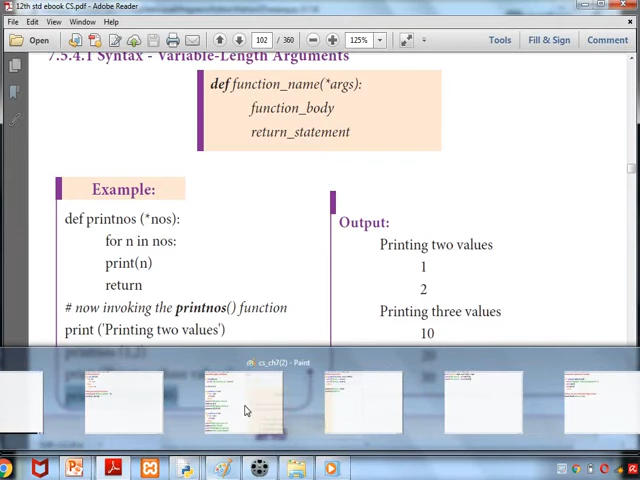 12th std ebook CS.pdf - Adobe Reader
File Edit View Window Help
Open 102 / 360 125% Tools Fill & Sign Comment
7.5.4.1 Syntax - Variable-Length Arguments
def function_name(*args):
function_body
return_statement
Example:
def printnos (*nos):
for n in nos:
print(n)
return
# now invoking the printnos() function
print ('Printing two values')
Output:
Printing two values
1
2
Printing three values
10
cs_ch7(2) - Paint